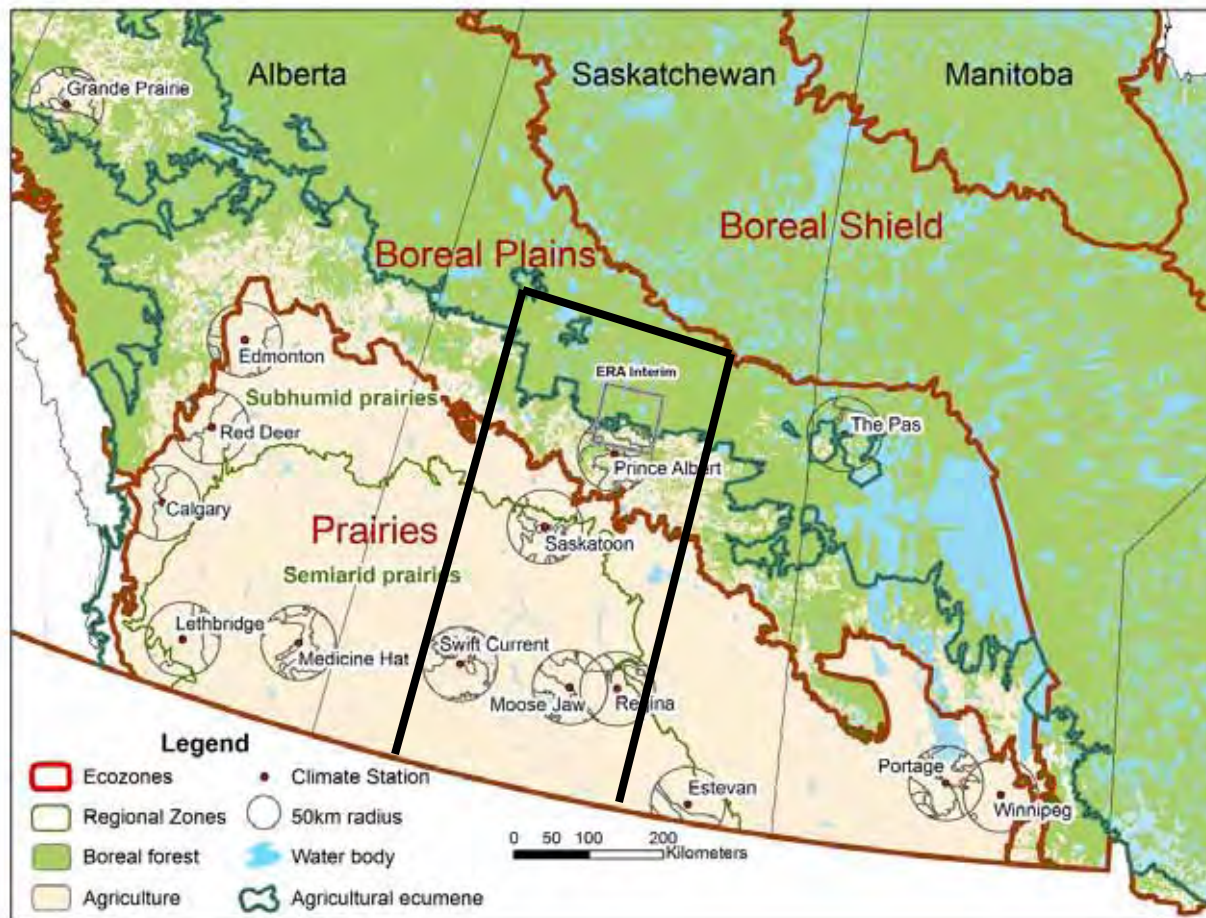 Alberta
Saskatchewan
Manitoba
Grande Prairie
Boreal Shield
Boreal Plains
Edmonton
ERA Interim
Subhumid prairies
Red Deer
The Pas
Prince Albert
Calgary
Prairies
Saskatoon
Semiarid prairies
Lethbridge
Swift Current
Medicine Hat
Moose Jaw
Regina
Legend
Portage
Ecozones
Climate Station
Estevan
Winnipeg
Regional Zones
50km radius
0 50 100 200
Kilometers
Boreal forest
Water body
Agriculture
Agricultural ecumene